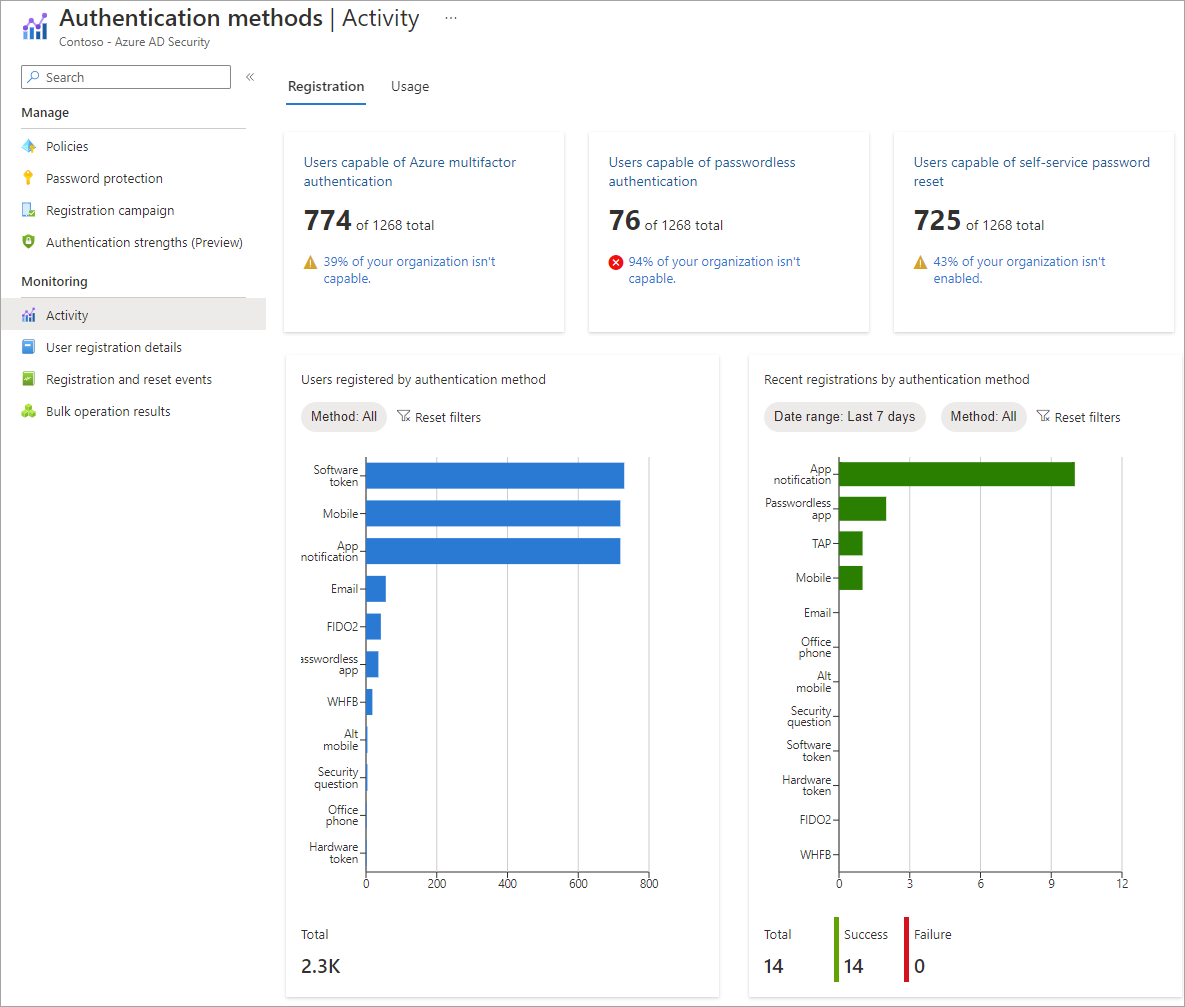 Authentication methods | Activity ...
Contoso - Azure AD Security
Search «
Manage
Policies
Password protection
Registration campaign
Authentication strengths (Preview)
Monitoring
Activity
User registration details
Registration and reset events
Bulk operation results
Registration Usage
Users capable of Azure multifactor
authentication
774 of 1268 total
39% of your organization isn't
capable.
Users capable of passwordless
authentication
76 of 1268 total
94% of your organization isn't
capable.
Users capable of self-service password
reset
725 of 1268 total
43% of your organization isn't
enabled.
Users registered by authentication method
Method: All Reset filters
Software
token
Mobile
App
notification
Email
FIDO2
asswordless
app
WHFB
Alt
mobile
Security
question
Office
phone
Hardware
token
0 200 400 600 800
Total
2.3K
Recent registrations by authentication method
Date range: Last 7 days Method: All Reset filters
App
notification
Passwordless
app
TAP
Mobile
Email
Office
phone
Alt
mobile
Security
question
Software
token
Hardware
token
FIDO2
WHFB
0 3 6 9 12
Total Success Failure
14 14 0